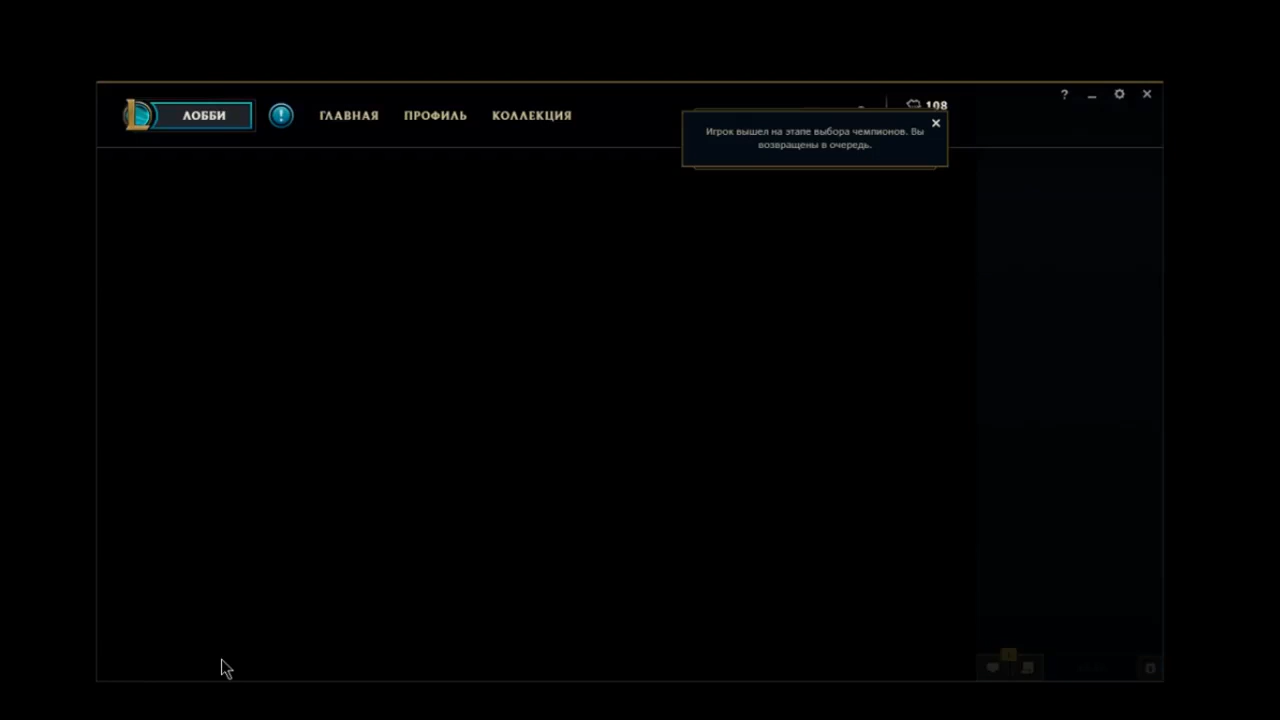 ЛОББИ
ГЛАВНАЯ
ПРОФИЛЬ
КОЛЛЕКЦИЯ
108
?
Игрок вышел на этапе выбора чемпионов. Вы
возвращены в очередь.